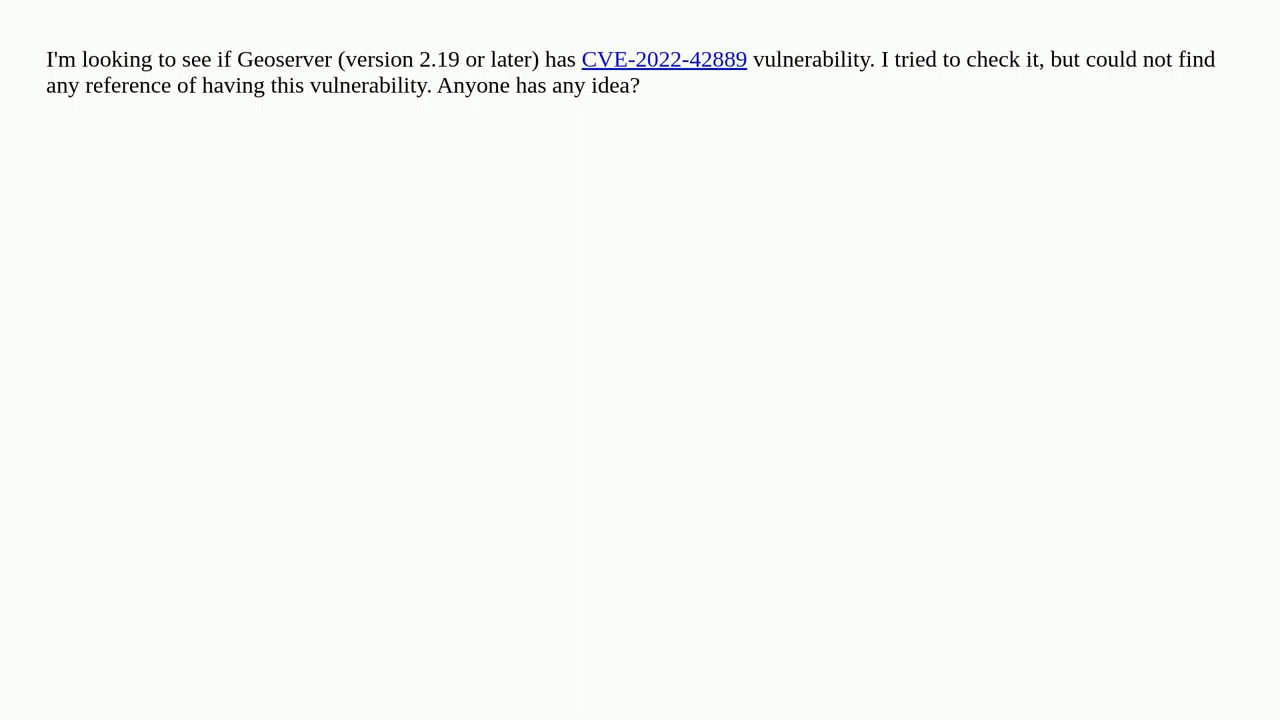 I'm looking to see if Geoserver (version 2.19 or later) has CVE-2022-42889 vulnerability. I tried to check it, but could not find
any reference of having this vulnerability. Anyone has any idea?